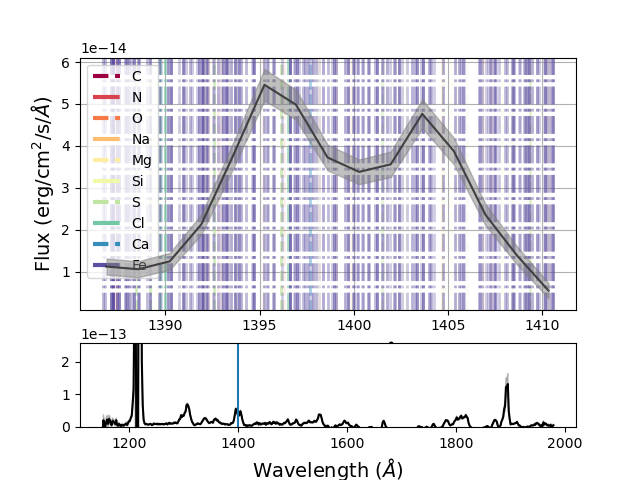 1e−14
6
5
4
3
2
1
Flux (erg/cm²/s/Å)
C
N
O
Na
Mg
Si
S
Cl
Ca
Fe
1390 1395 1400 1405 1410
1e−13
2
1
0
1200 1400 1600 1800 2000
Wavelength (Å)